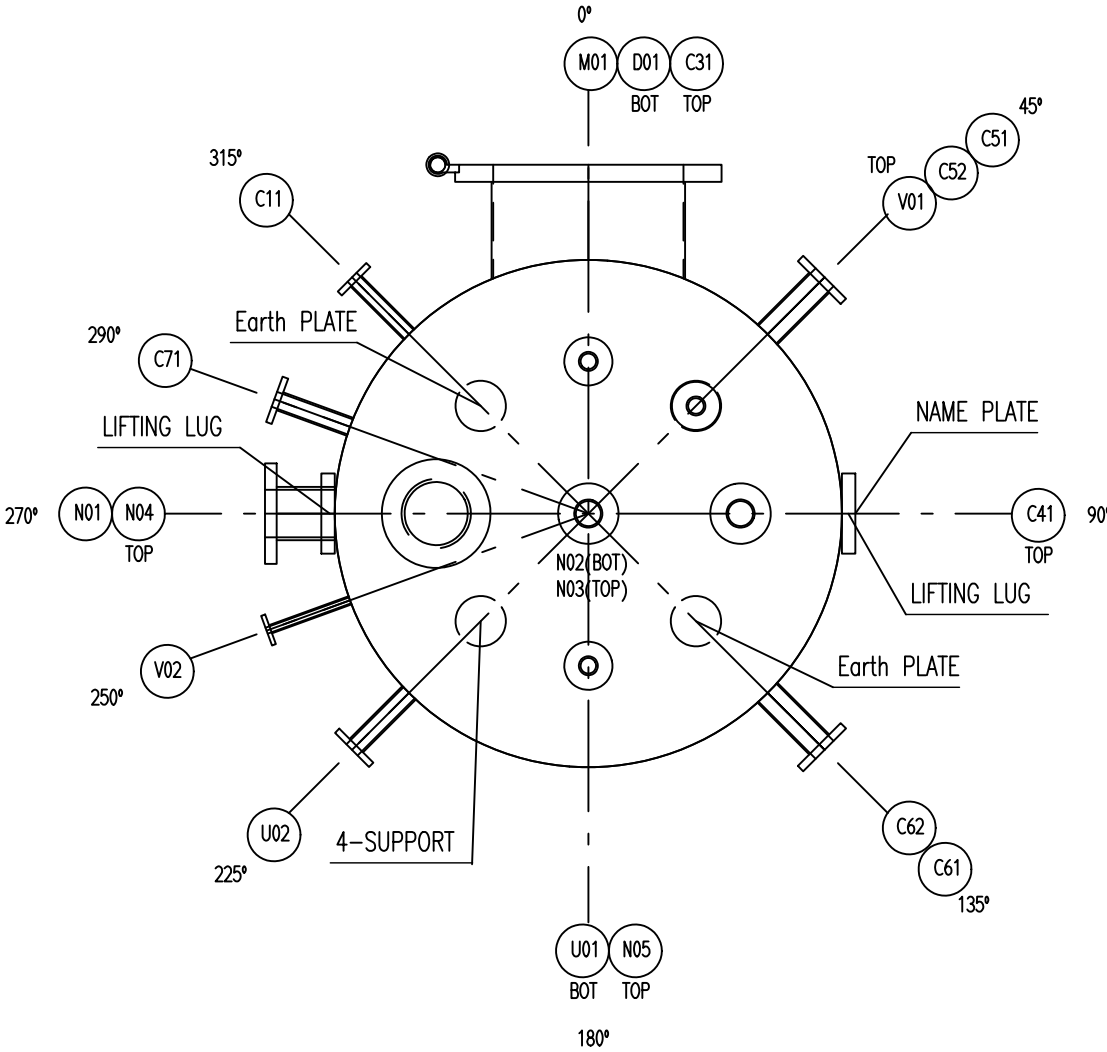 0°
M01 D01 C31
BOT TOP
45°
C51
C52
TOP
V01
315°
C11
Earth PLATE
290°
C71
LIFTING LUG
NAME PLATE
270° N01 N04
TOP
C41 90°
TOP
N02(BOT)
N03(TOP)
LIFTING LUG
Earth PLATE
V02
250°
U02
225°
4-SUPPORT
C62
C61
135°
U01 N05
BOT TOP
180°